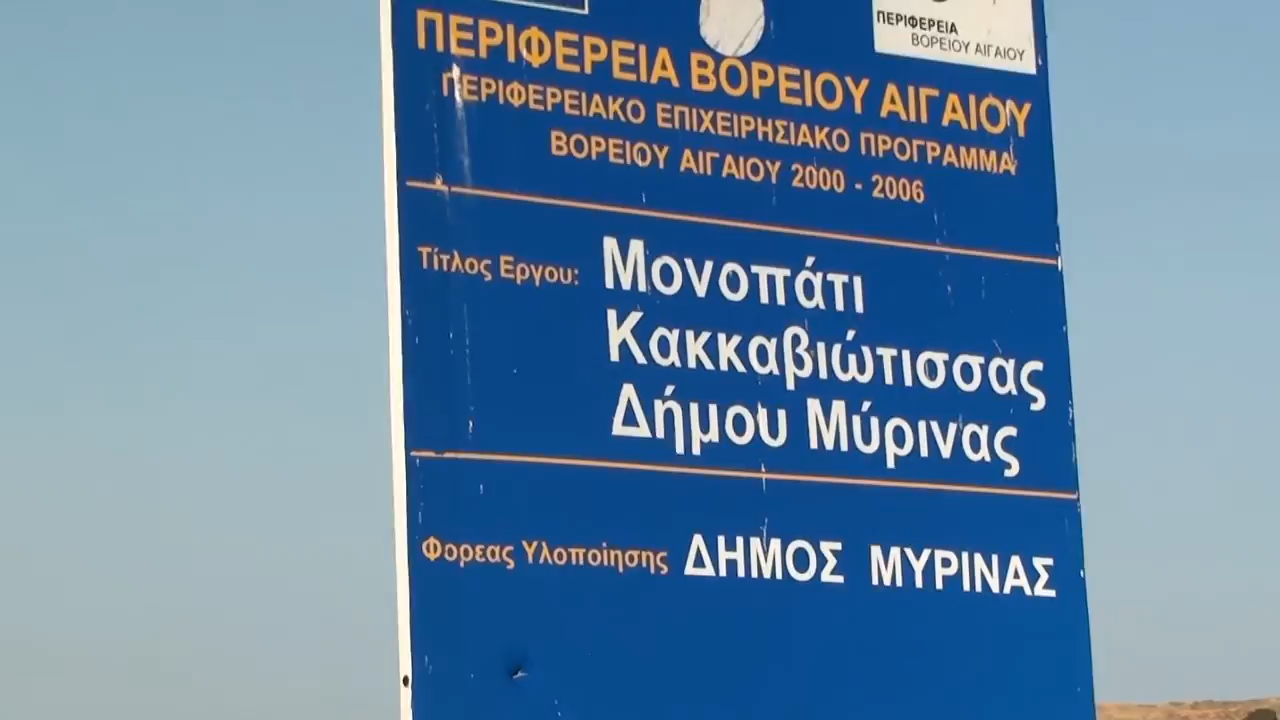 ΠΕΡΙΦΕΡΕΙΑ
ΒΟΡΕΙΟΥ ΑΙΓΑΙΟΥ
ΠΕΡΙΦΕΡΕΙΑ ΒΟΡΕΙΟΥ ΑΙΓΑΙΟΥ
ΠΕΡΙΦΕΡΕΙΑΚΟ ΕΠΙΧΕΙΡΗΣΙΑΚΟ ΠΡΟΓΡΑΜΜΑ
ΒΟΡΕΙΟΥ ΑΙΓΑΙΟΥ 2000 - 2006
Τίτλος Εργου: Μονοπάτι
Κακκαβιώτισσας
Δήμου Μύρινας
Φορεας Υλοποίησης ΔΗΜΟΣ ΜΥΡΙΝΑΣ